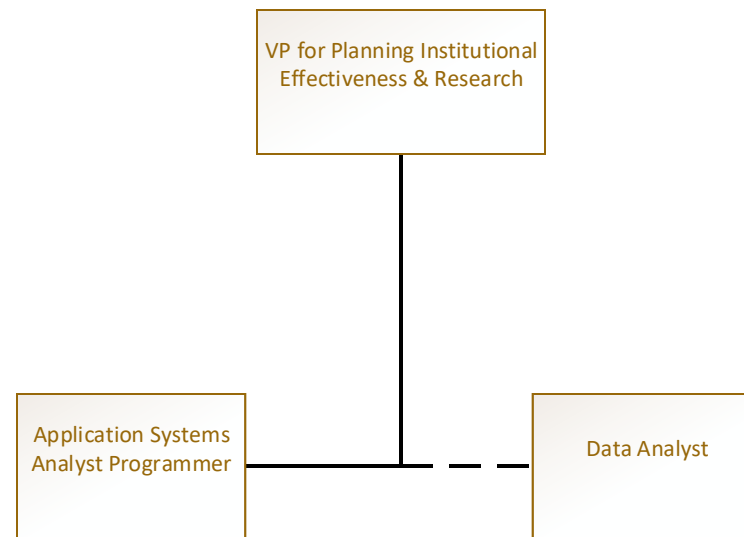 VP for Planning Institutional
Effectiveness & Research
Application Systems
Analyst Programmer
Data Analyst